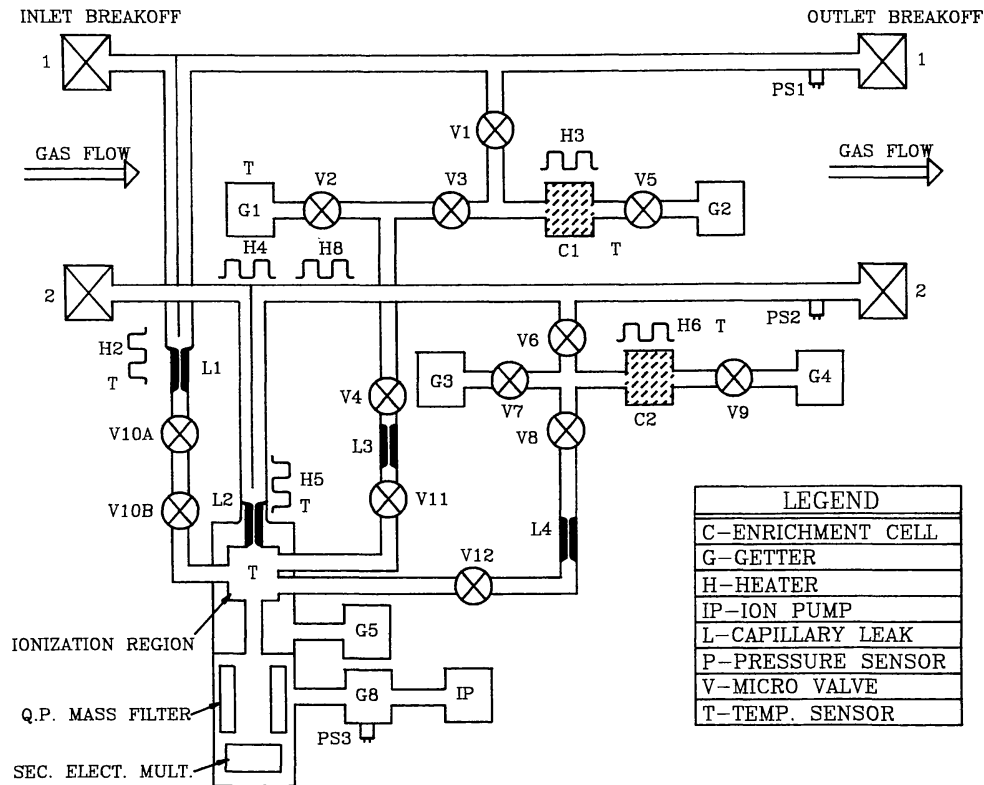 INLET BREAKOFF
OUTLET BREAKOFF
1
1
PS1
V1
H3
GAS FLOW
GAS FLOW
T
V2
V3
V5
G1
G2
H4
H8
C1
T
2
2
PS2
H6
T
V6
H2
T
L1
G3
G4
V4
V7
C2
V9
V8
V10A
L3
H5
T
L2
V11
V10B
L4
V12
T
IONIZATION REGION
G5
G8
IP
Q.P. MASS FILTER
PS3
SEC. ELECT. MULT.
LEGEND
C-ENRICHMENT CELL
G-GETTER
H-HEATER
IP-ION PUMP
L-CAPILLARY LEAK
P-PRESSURE SENSOR
V-MICRO VALVE
T-TEMP. SENSOR